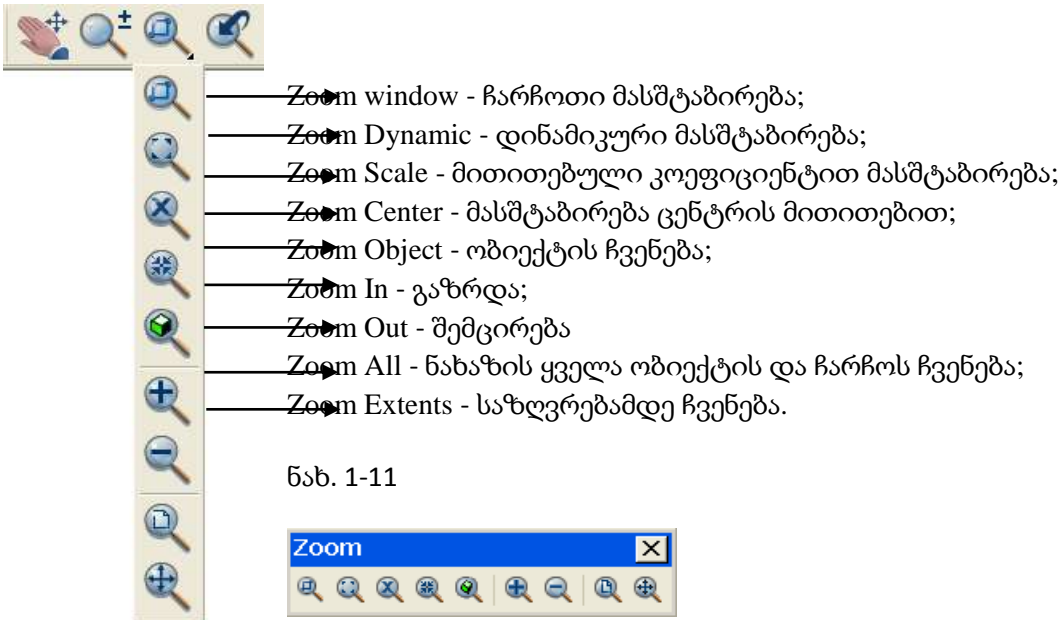 Zoom window - ჩარჩოთი მასშტაბირება;
Zoom Dynamic - დინამიკური მასშტაბირება;
Zoom Scale - მითითებული კოეფიციენტით მასშტაბირება;
Zoom Center - მასშტაბირება ცენტრის მითითებით;
Zoom Object - ობიექტის ჩვენება;
Zoom In - გაზრდა;
Zoom Out - შემცირება
Zoom All - ნახაზის ყველა ობიექტის და ჩარჩოს ჩვენება;
Zoom Extents - საზღვრებამდე ჩვენება.
ნახ. 1-11
Zoom